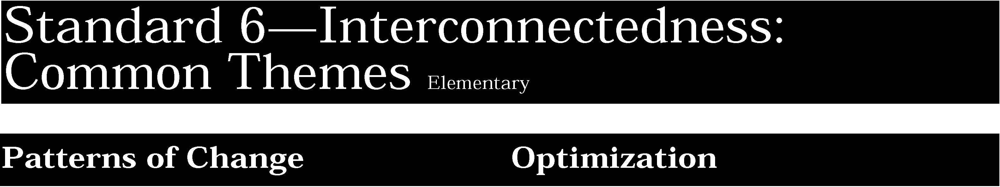 Standard 6—Interconnectedness:
Common Themes Elementary
Patterns of Change
Optimization